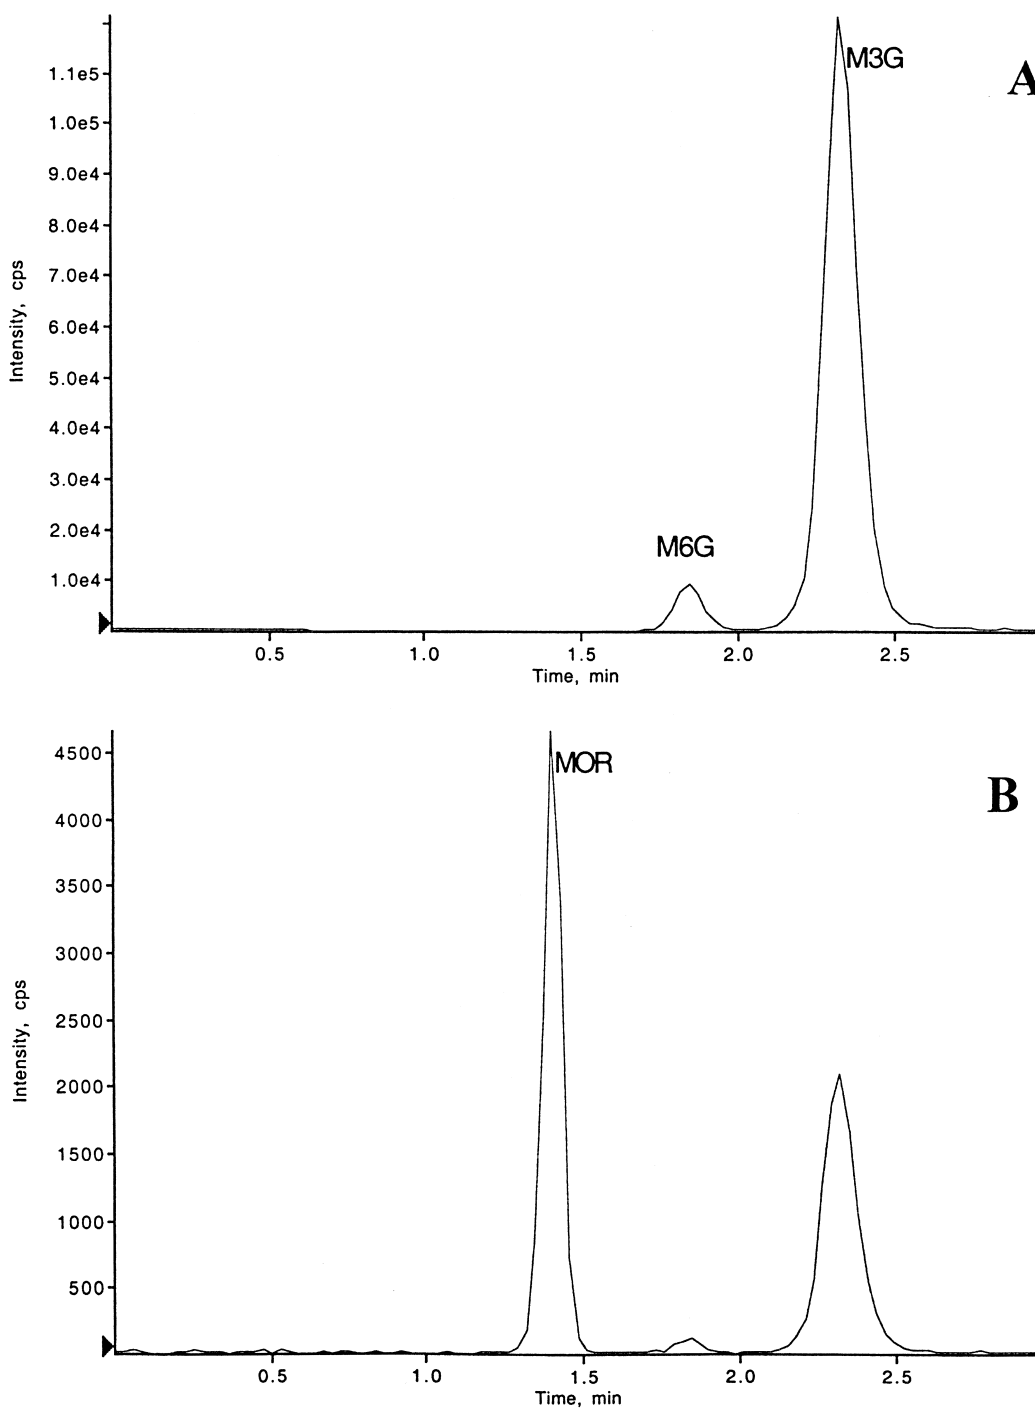 M3G
A
1.1e5
1.0e5
9.0e4
8.0e4
7.0e4
6.0e4
5.0e4
4.0e4
3.0e4
2.0e4
1.0e4
Intensity, cps
M6G
0.5 1.0 1.5 2.0 2.5
Time, min
MOR
B
4500
4000
3500
3000
2500
2000
1500
1000
500
Intensity, cps
0.5 1.0 1.5 2.0 2.5
Time, min